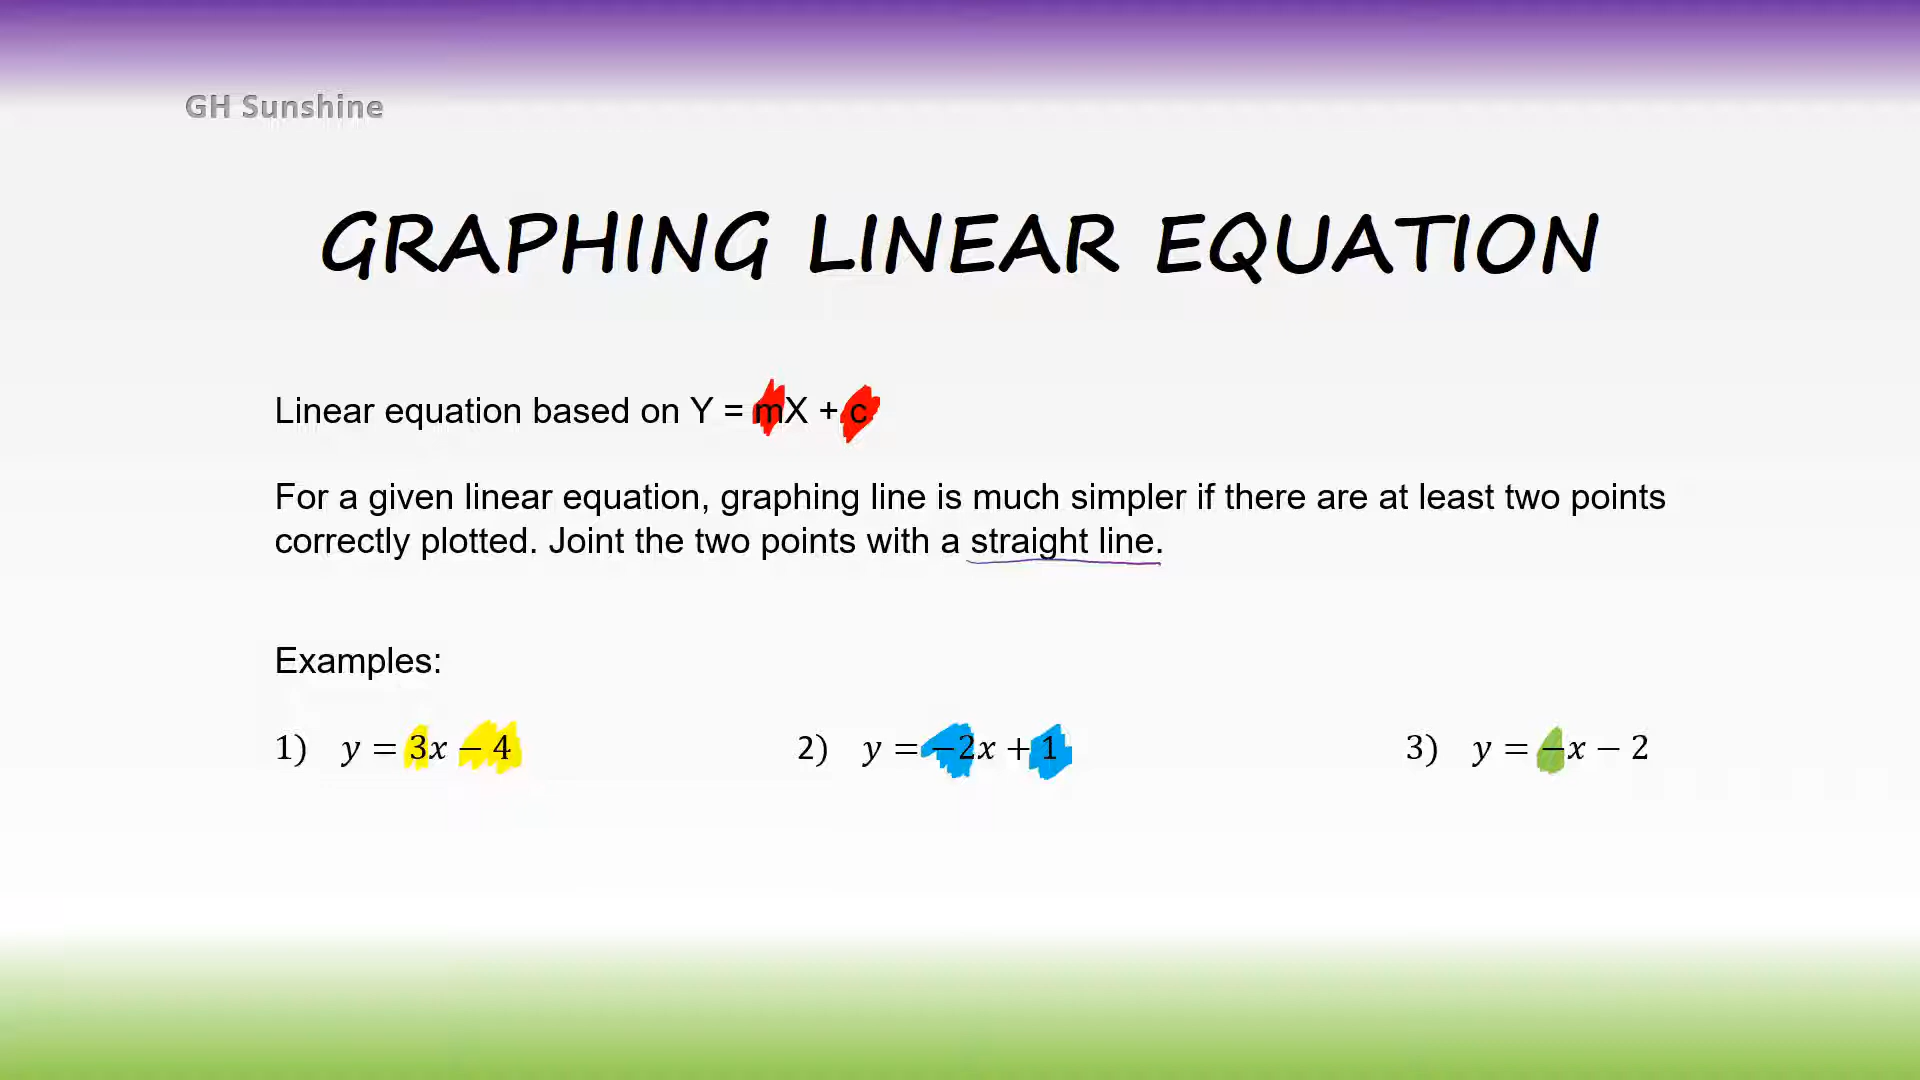 GH Sunshine
GRAPHING LINEAR EQUATION
Linear equation based on Y = mX + c
For a given linear equation, graphing line is much simpler if there are at least two points
correctly plotted. Joint the two points with a straight line.
Examples:
1) y = 3x − 4 2) y = −2x + 1 3) y = −x − 2